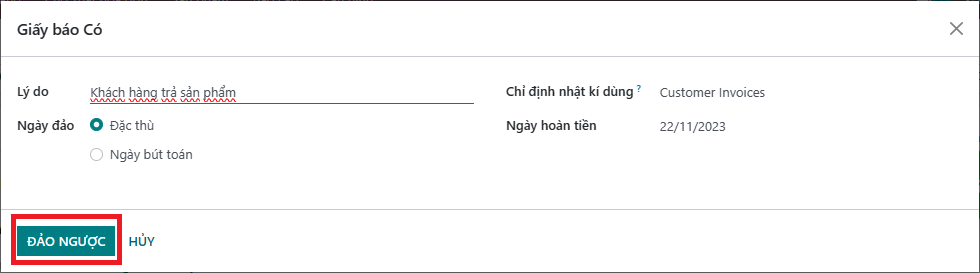 Giấy báo Có
Lý do Khách hàng trả sản phẩm
Chỉ định nhật kí dùng ? Customer Invoices
Ngày đảo Đặc thù
Ngày bút toán
Ngày hoàn tiền 22/11/2023
ĐẢO NGƯỢC HỦY